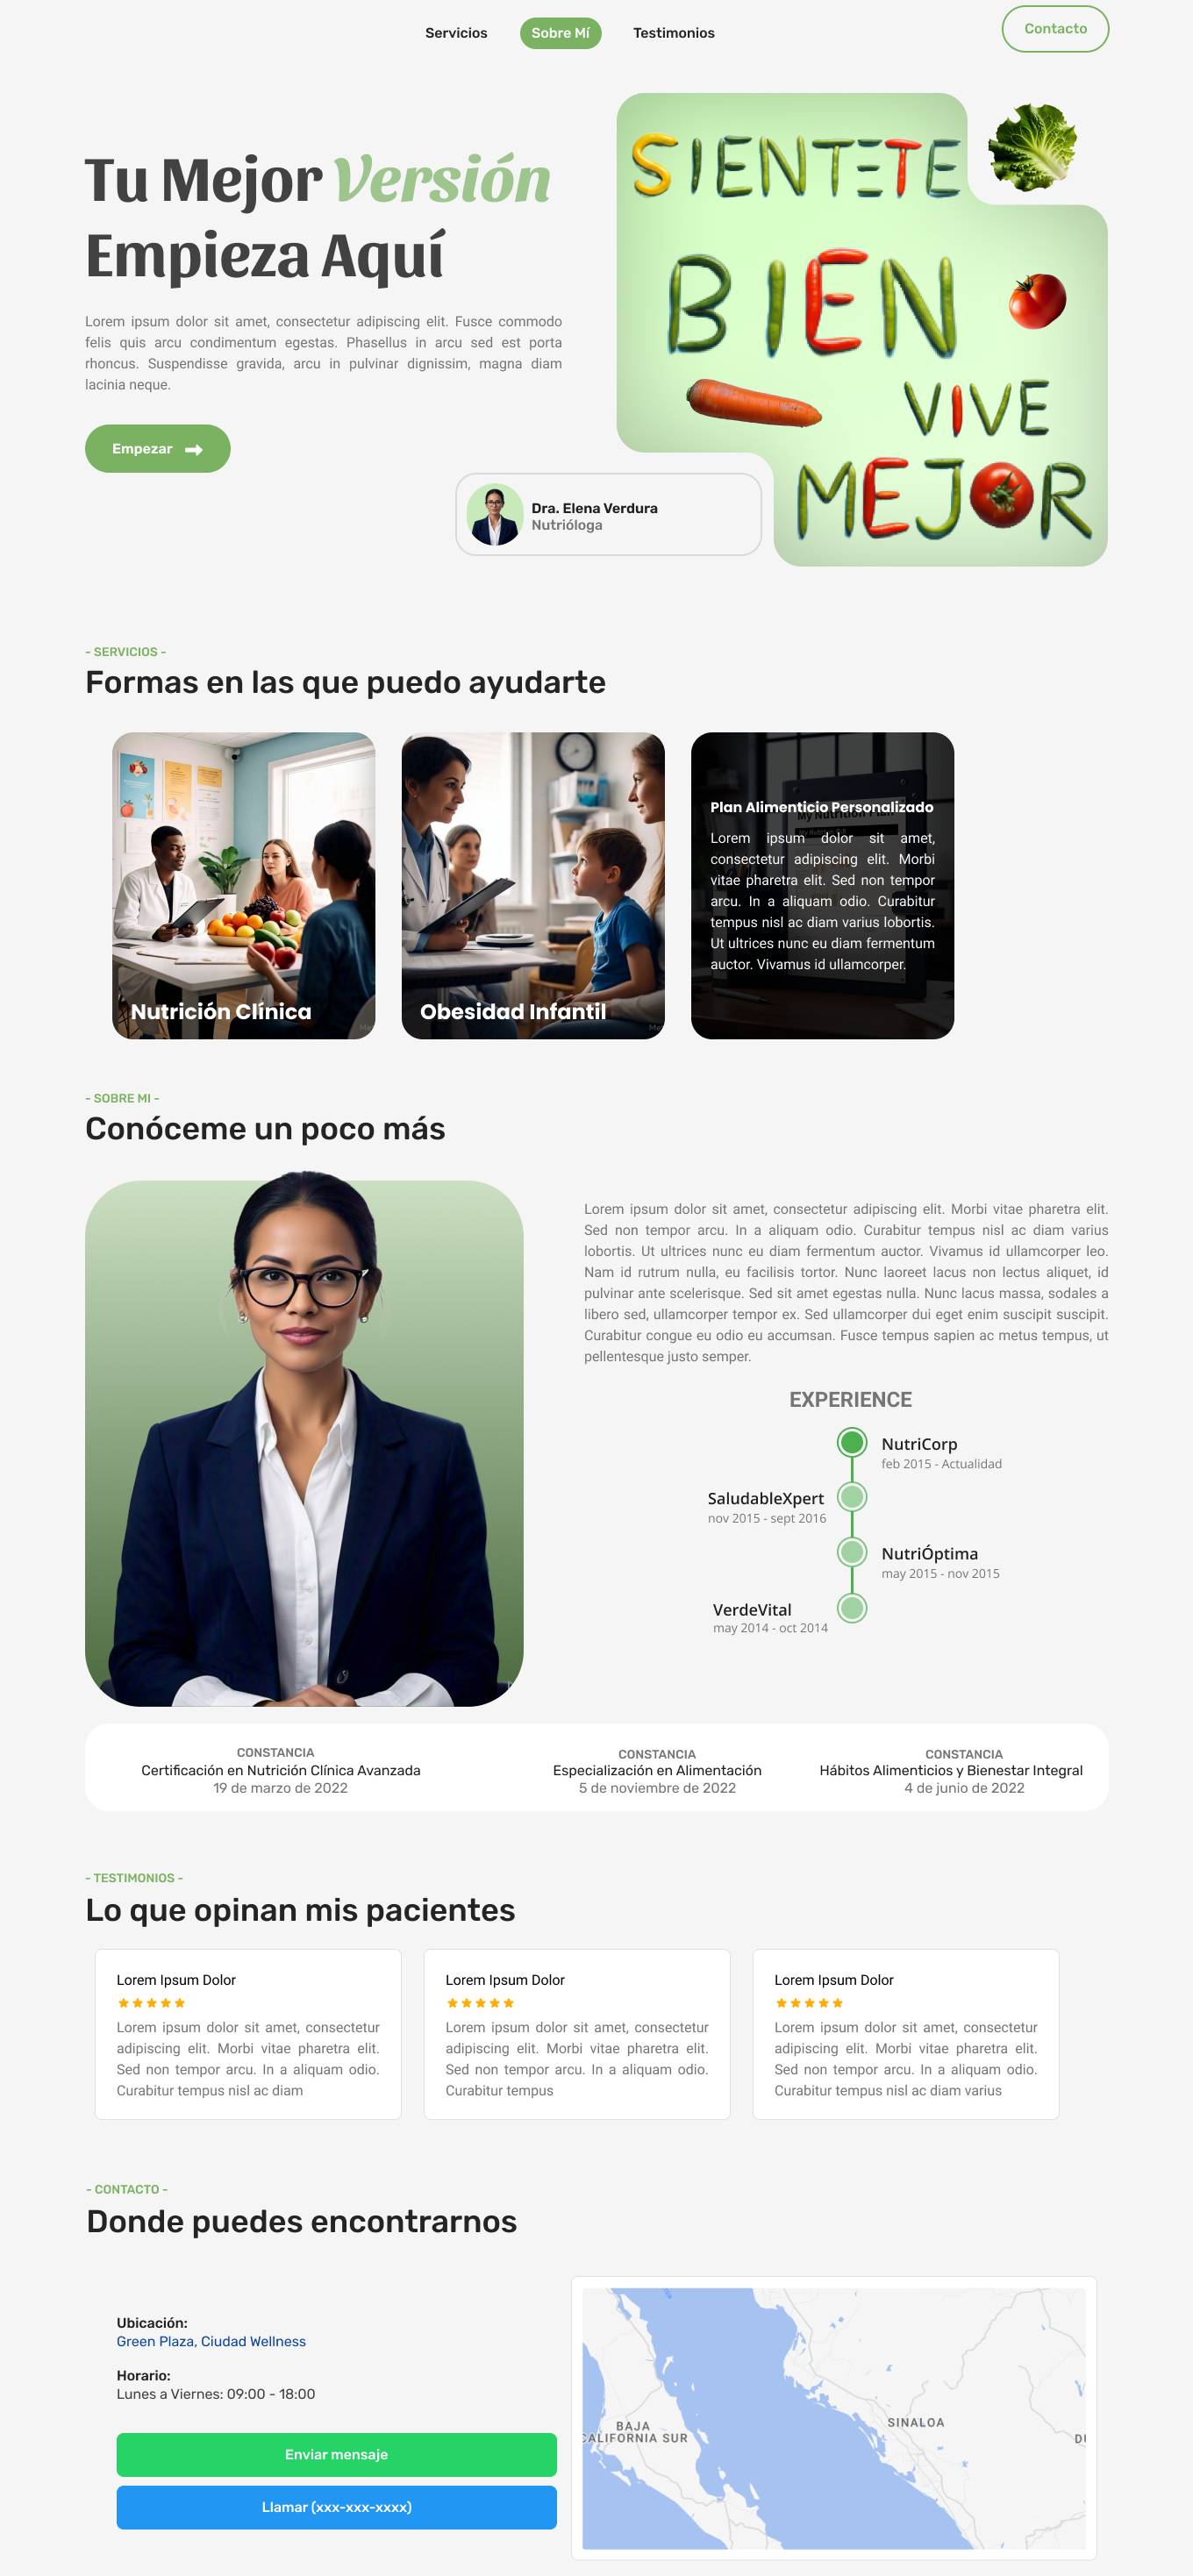 Servicios
Sobre Mí
Testimonios
Contacto
Tu Mejor Versión
Empieza Aquí
Lorem ipsum dolor sit amet, consectetur adipiscing elit. Fusce commodo
felis quis arcu condimentum egestas. Phasellus in arcu sed est porta
rhoncus. Suspendisse gravida, arcu in pulvinar dignissim, magna diam
lacinia neque.
Empezar
SIENTETE
BIEN
VIVE
MEJOR
Dra. Elena Verdura
Nutrióloga
- SERVICIOS -
Formas en las que puedo ayudarte
Nutrición Clínica
Obesidad Infantil
My Nutrition Plan
Plan Alimenticio Personalizado
Lorem ipsum dolor sit amet,
consectetur adipiscing elit. Morbi
vitae pharetra elit. Sed non tempor
arcu. In a aliquam odio. Curabitur
tempus nisl ac diam varius lobortis.
Ut ultrices nunc eu diam fermentum
auctor. Vivamus id ullamcorper.
- SOBRE MI -
Conóceme un poco más
Lorem ipsum dolor sit amet, consectetur adipiscing elit. Morbi vitae pharetra elit.
Sed non tempor arcu. In a aliquam odio. Curabitur tempus nisl ac diam varius
lobortis. Ut ultrices nunc eu diam fermentum auctor. Vivamus id ullamcorper leo.
Nam id rutrum nulla, eu facilisis tortor. Nunc laoreet lacus non lectus aliquet, id
pulvinar ante scelerisque. Sed sit amet egestas nulla. Nunc lacus massa, sodales a
libero sed, ullamcorper tempor ex. Sed ullamcorper dui eget enim suscipit suscipit.
Curabitur congue eu odio eu accumsan. Fusce tempus sapien ac metus tempus, ut
pellentesque justo semper.
EXPERIENCE
NutriCorp
feb 2015 - Actualidad
SaludableXpert
nov 2015 - sept 2016
NutriÓptima
may 2015 - nov 2015
VerdeVital
may 2014 - oct 2014
CONSTANCIA
Certificación en Nutrición Clínica Avanzada
19 de marzo de 2022
CONSTANCIA
Especialización en Alimentación
5 de noviembre de 2022
CONSTANCIA
Hábitos Alimenticios y Bienestar Integral
4 de junio de 2022
- TESTIMONIOS -
Lo que opinan mis pacientes
Lorem Ipsum Dolor
Lorem ipsum dolor sit amet, consectetur
adipiscing elit. Morbi vitae pharetra elit.
Sed non tempor arcu. In a aliquam odio.
Curabitur tempus nisl ac diam
Lorem Ipsum Dolor
Lorem ipsum dolor sit amet, consectetur
adipiscing elit. Morbi vitae pharetra elit.
Sed non tempor arcu. In a aliquam odio.
Curabitur tempus
Lorem Ipsum Dolor
Lorem ipsum dolor sit amet, consectetur
adipiscing elit. Morbi vitae pharetra elit.
Sed non tempor arcu. In a aliquam odio.
Curabitur tempus nisl ac diam varius
- CONTACTO -
Donde puedes encontrarnos
Ubicación:
Green Plaza, Ciudad Wellness
Horario:
Lunes a Viernes: 09:00 - 18:00
Enviar mensaje
Llamar (xxx-xxx-xxxx)
BAJA
CALIFORNIA SUR
SINALOA